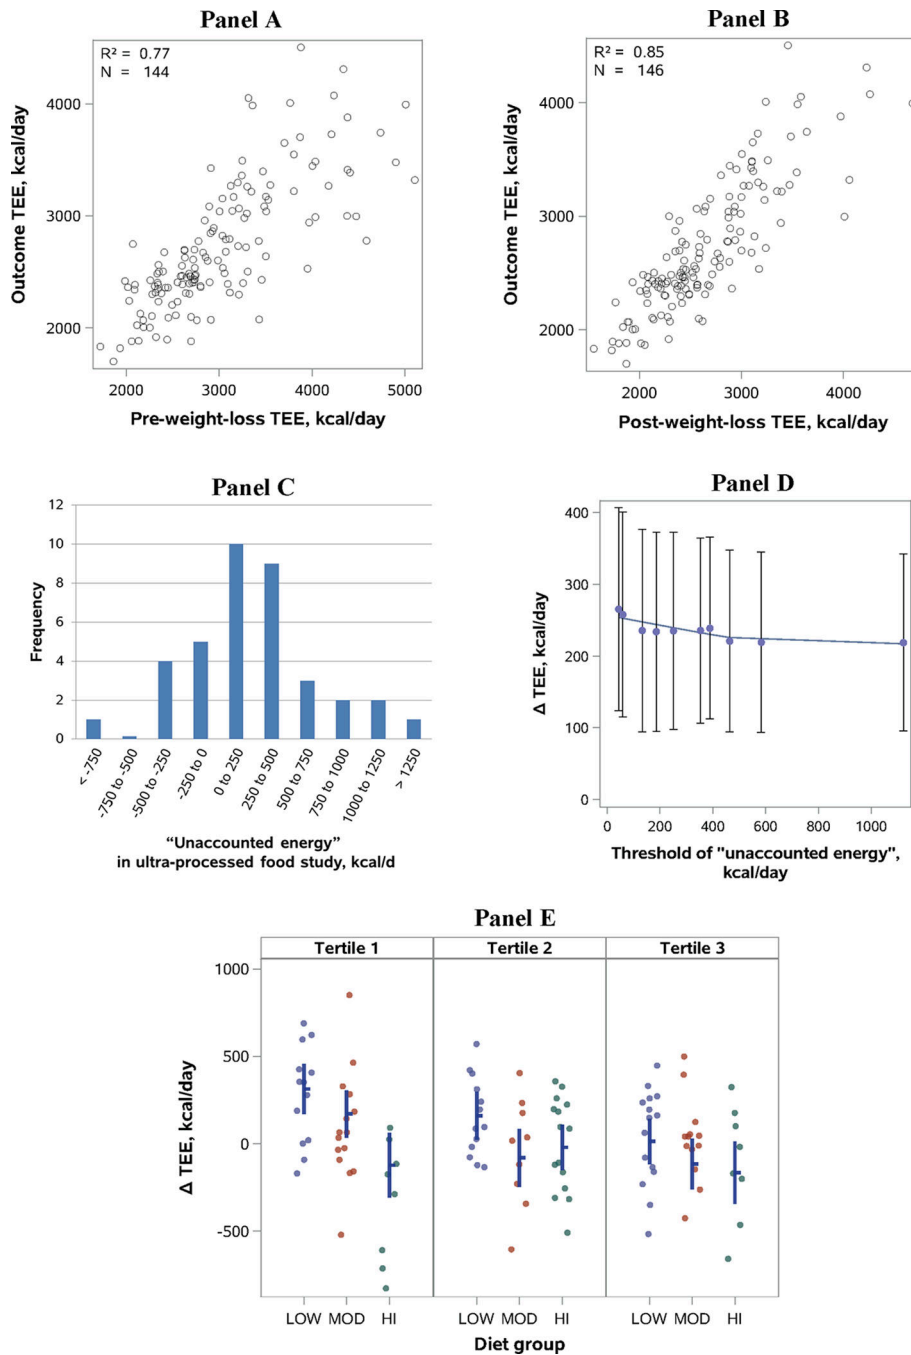 Panel A
R² = 0.77
N = 144
Outcome TEE, kcal/day
4000
3000
2000
2000 3000 4000 5000
Pre-weight-loss TEE, kcal/day
Panel B
R² = 0.85
N = 146
Outcome TEE, kcal/day
4000
3000
2000
2000 3000 4000
Post-weight-loss TEE, kcal/day
Panel C
Frequency
12
10
8
6
4
2
0
< -750
-750 to -500
-500 to -250
-250 to 0
0 to 250
250 to 500
500 to 750
750 to 1000
1000 to 1250
> 1250
“Unaccounted energy”
in ultra-processed food study, kcal/d
Panel D
Δ TEE, kcal/day
400
300
200
100
0
0 200 400 600 800 1000
Threshold of "unaccounted energy",
kcal/day
Panel E
Tertile 1 Tertile 2 Tertile 3
Δ TEE, kcal/day
1000
500
0
-500
LOW MOD HI LOW MOD HI LOW MOD HI
Diet group